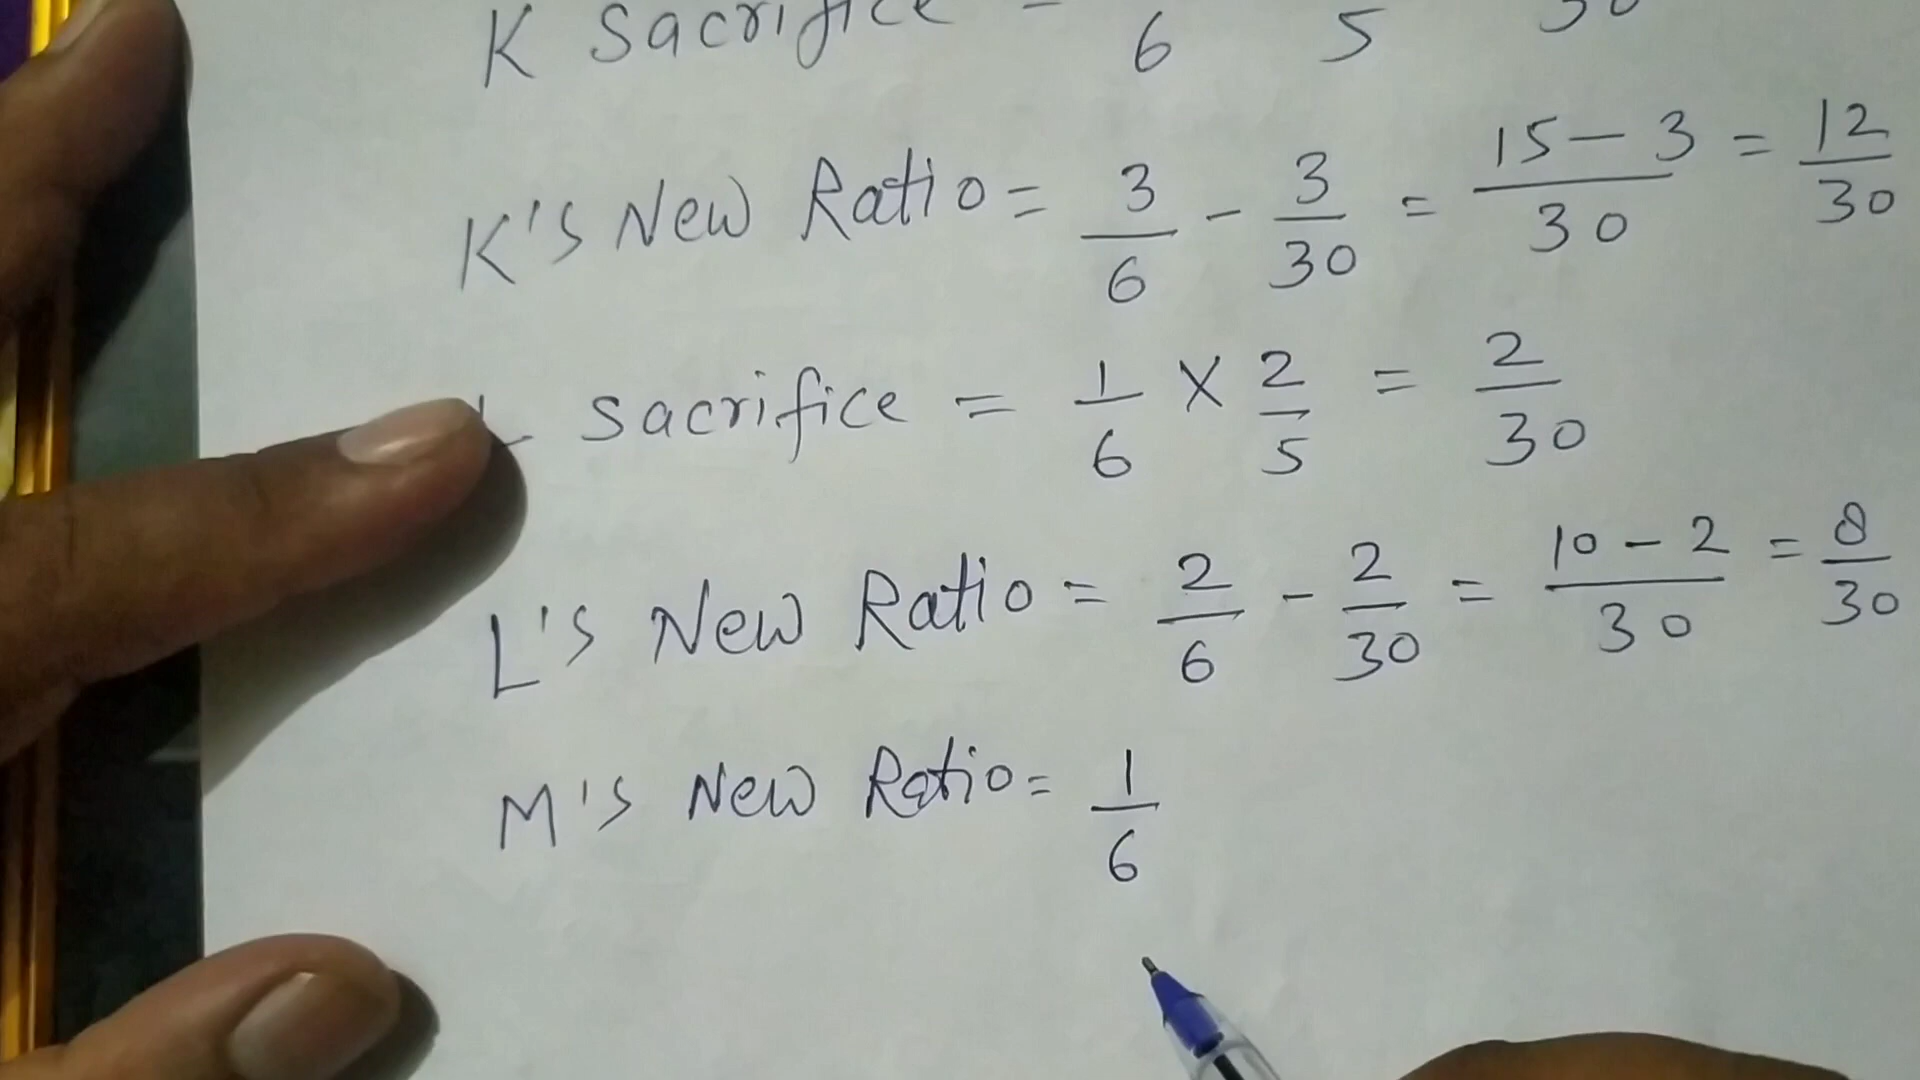 K Sacrifice - 6 5 30
K's New Ratio = 3/6 - 3/30 = 15-3/30 = 12/30
L sacrifice = 1/6 X 2/5 = 2/30
L's New Ratio = 2/6 - 2/30 = 10-2/30 = 8/30
M's New Ratio = 1/6